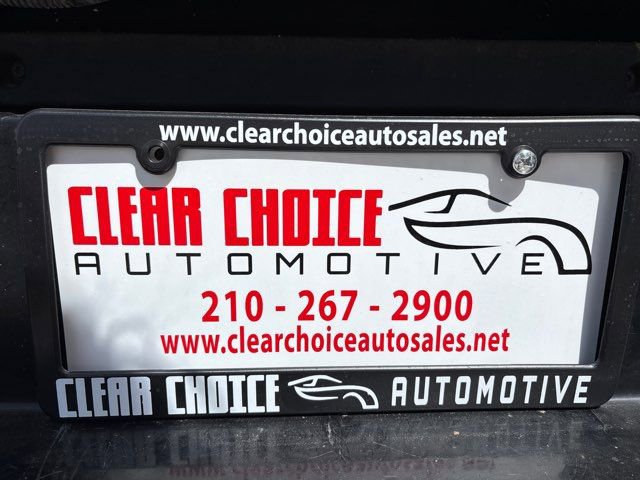 www.clearchoiceautosales.net
CLEAR CHOICE
AUTOMOTIVE
210 - 267 - 2900
www.clearchoiceautosales.net
CLEAR CHOICE AUTOMOTIVE